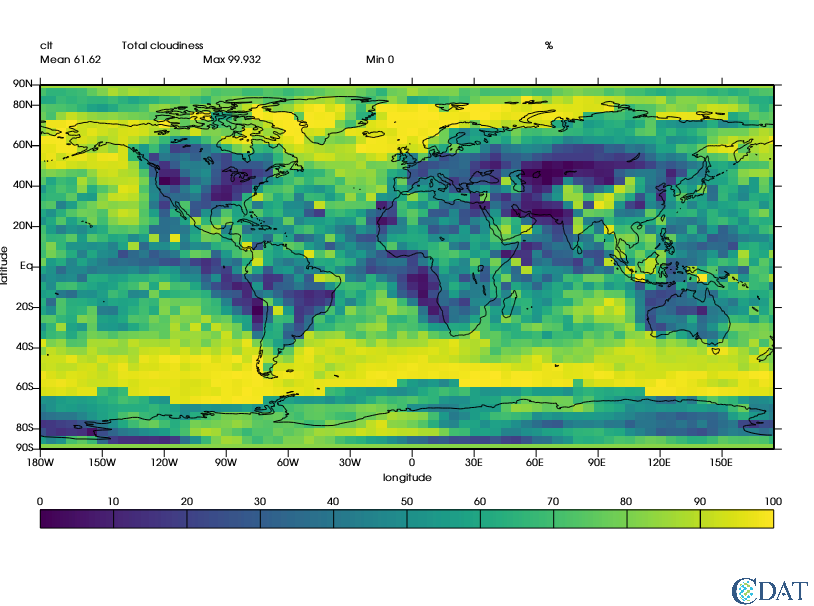 clt Total cloudiness %
Mean 61.62 Max 99.932 Min 0
90N
80N
60N
40N
20N
Eq
20S
40S
60S
80S
90S
latitude
180W 150W 120W 90W 60W 30W 0 30E 60E 90E 120E 150E
longitude
0 10 20 30 40 50 60 70 80 90 100
CDAT